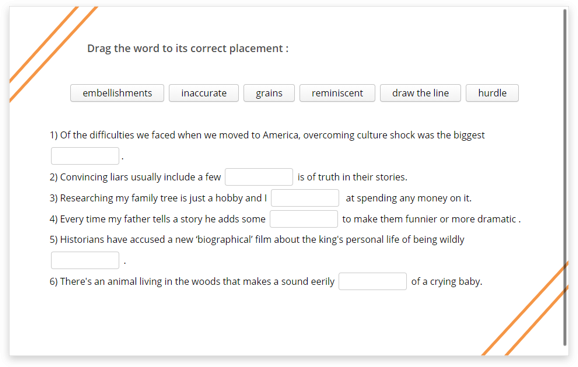 Drag the word to its correct placement :
embellishments inaccurate grains reminiscent draw the line hurdle
1) Of the difficulties we faced when we moved to America, overcoming culture shock was the biggest
.
2) Convincing liars usually include a few is of truth in their stories.
3) Researching my family tree is just a hobby and I at spending any money on it.
4) Every time my father tells a story he adds some to make them funnier or more dramatic .
5) Historians have accused a new 'biographical' film about the king's personal life of being wildly
.
6) There's an animal living in the woods that makes a sound eerily of a crying baby.